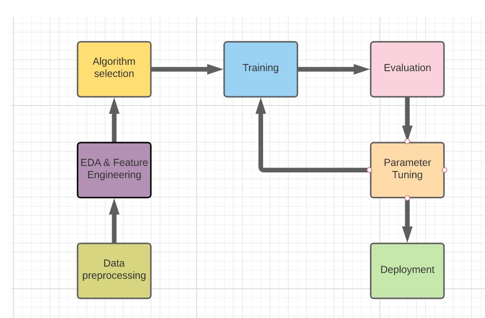 Algorithm
selection
Training
Evaluation
EDA & Feature
Engineering
Parameter
Tuning
Data
preprocessing
Deployment